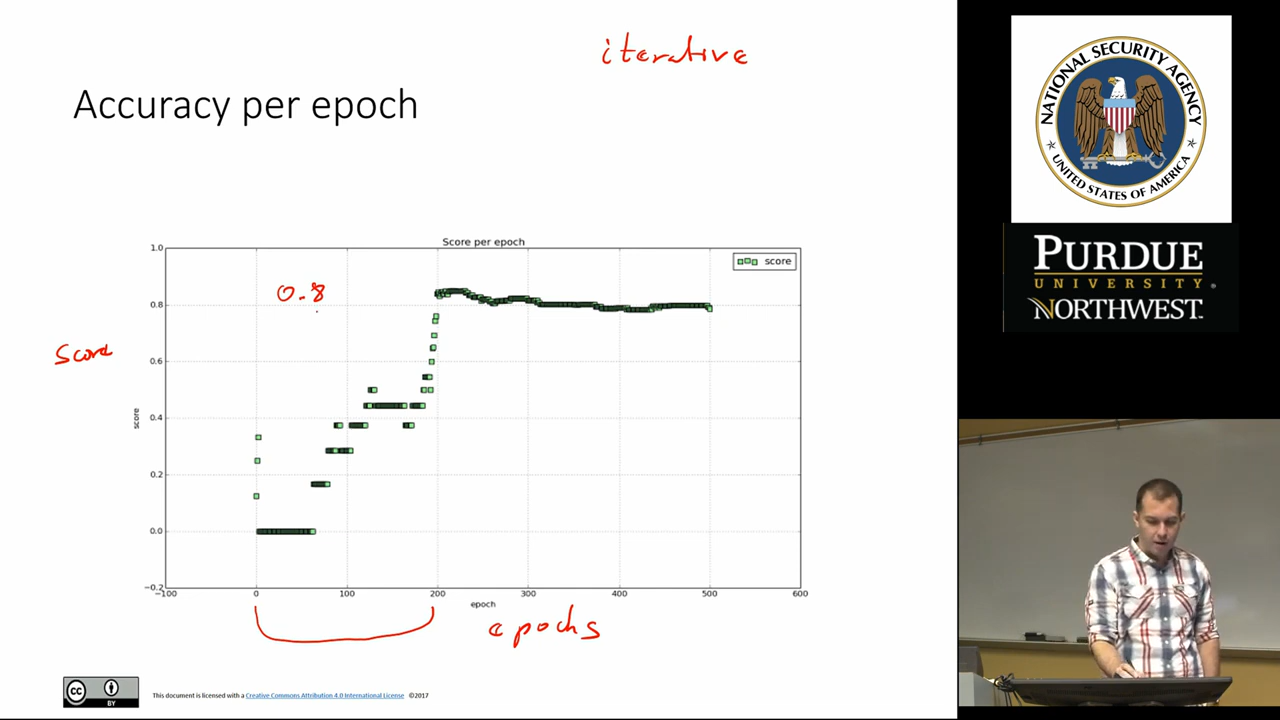 iterative
Accuracy per epoch
Score per epoch
score
1.0
0.8
0.6
0.4
0.2
0.0
−0.2
score
0.8
Score
−100
0
100
200
300
400
500
600
epoch
epochs
CC BY
This document is licensed with a Creative Commons Attribution 4.0 International License ©2017
NATIONAL SECURITY AGENCY
UNITED STATES OF AMERICA
PURDUE
UNIVERSITY
NORTHWEST